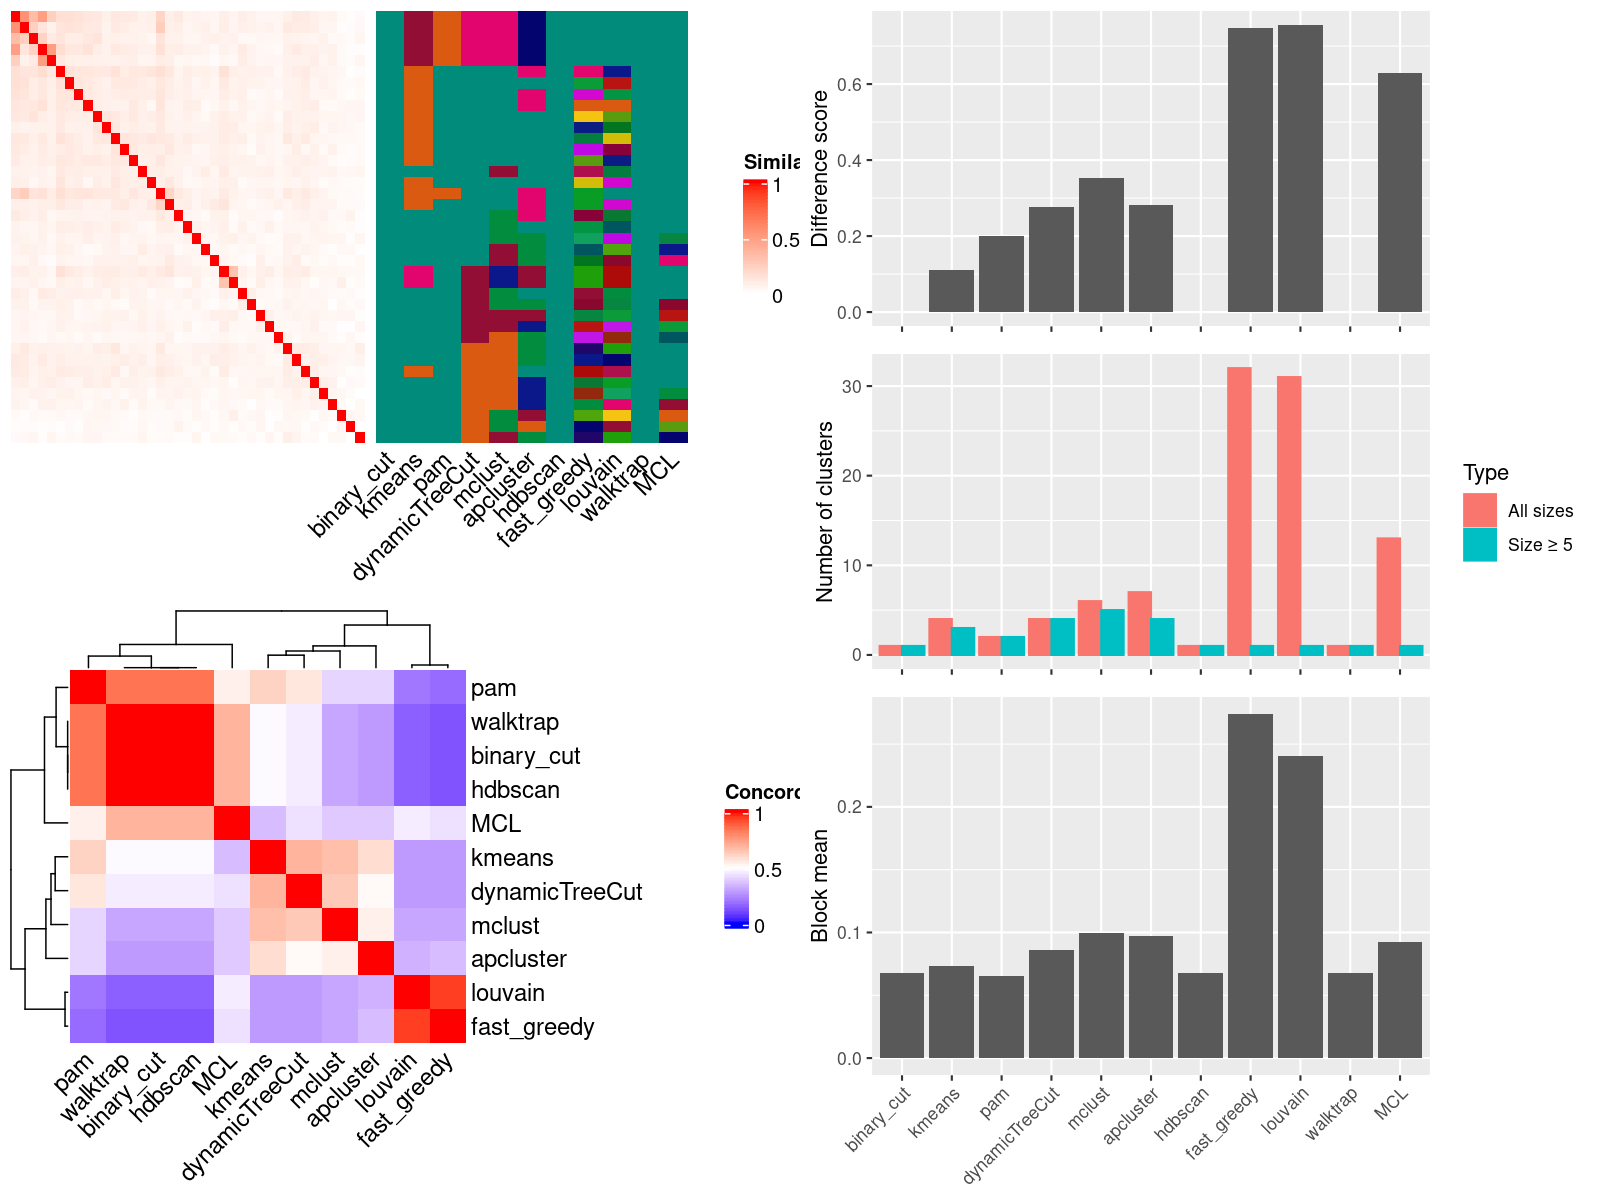 Simila
1
0.5
0
binary_cut
kmeans
pam
dynamicTreeCut
mclust
apcluster
hdbscan
fast_greedy
louvain
walktrap
MCL
pam
walktrap
binary_cut
hdbscan
MCL
kmeans
dynamicTreeCut
mclust
apcluster
louvain
fast_greedy
pam
walktrap
binary_cut
hdbscan
MCL
kmeans
dynamicTreeCut
mclust
apcluster
louvain
fast_greedy
Concord
1
0.5
0
Difference score
0.6
0.4
0.2
0.0
Number of clusters
30
20
10
0
Type
All sizes
Size ≥ 5
Block mean
0.2
0.1
0.0
binary_cut
kmeans
pam
dynamicTreeCut
mclust
apcluster
hdbscan
fast_greedy
louvain
walktrap
MCL